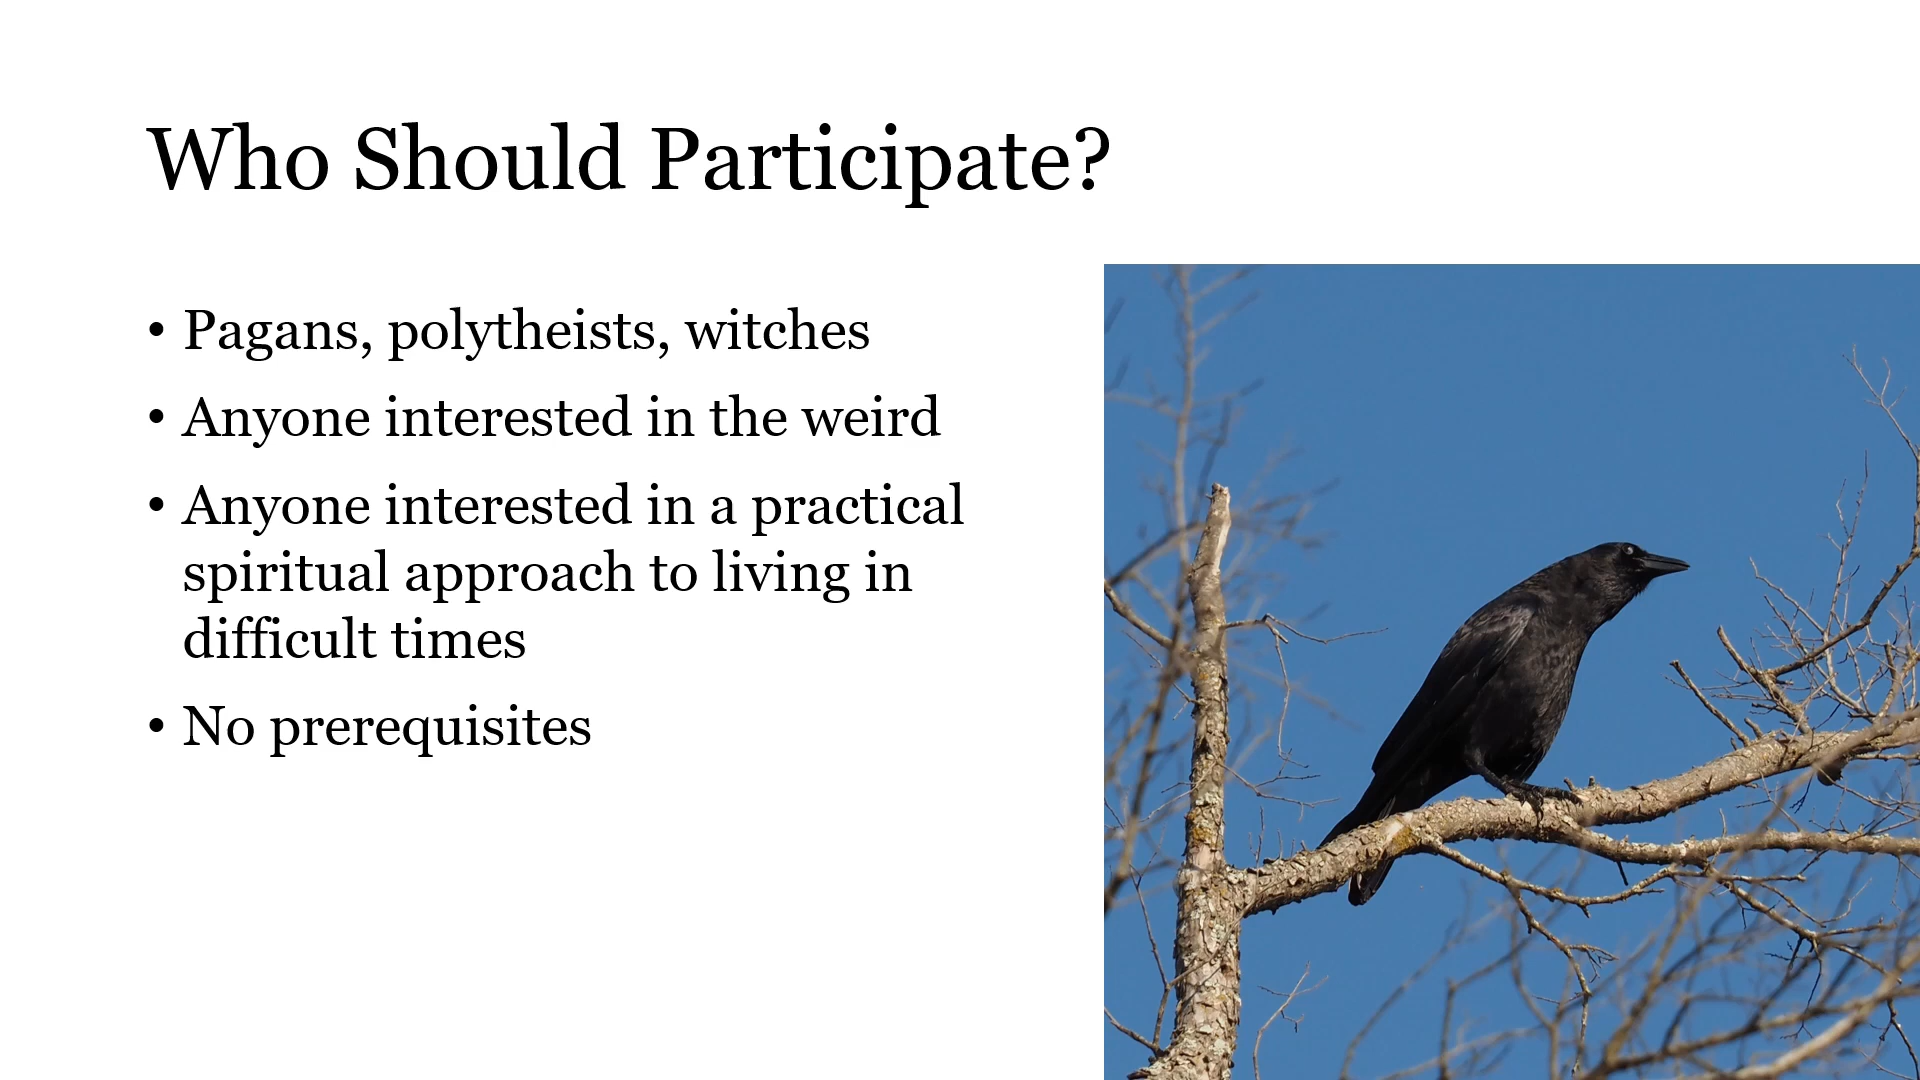 Who Should Participate?
• Pagans, polytheists, witches
• Anyone interested in the weird
• Anyone interested in a practical
spiritual approach to living in
difficult times
• No prerequisites